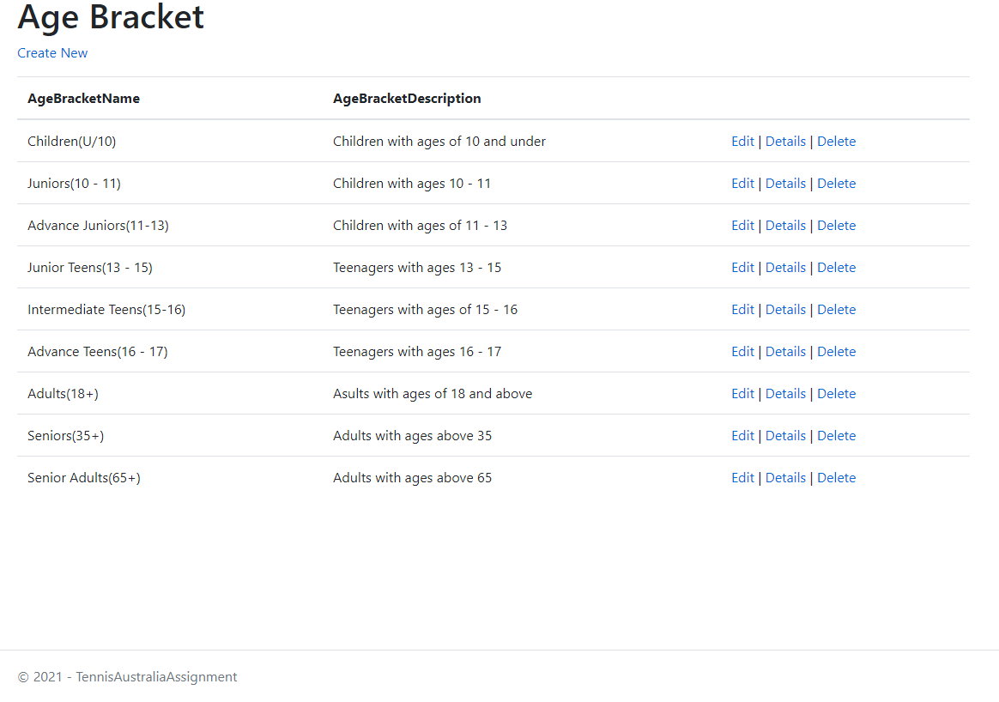 Age Bracket
Create New
AgeBracketName AgeBracketDescription
Children(U/10) Children with ages of 10 and under Edit | Details | Delete
Juniors(10 - 11) Children with ages 10 - 11 Edit | Details | Delete
Advance Juniors(11-13) Children with ages of 11 - 13 Edit | Details | Delete
Junior Teens(13 - 15) Teenagers with ages 13 - 15 Edit | Details | Delete
Intermediate Teens(15-16) Teenagers with ages of 15 - 16 Edit | Details | Delete
Advance Teens(16 - 17) Teenagers with ages 16 - 17 Edit | Details | Delete
Adults(18+) Asults with ages of 18 and above Edit | Details | Delete
Seniors(35+) Adults with ages above 35 Edit | Details | Delete
Senior Adults(65+) Adults with ages above 65 Edit | Details | Delete
© 2021 - TennisAustraliaAssignment